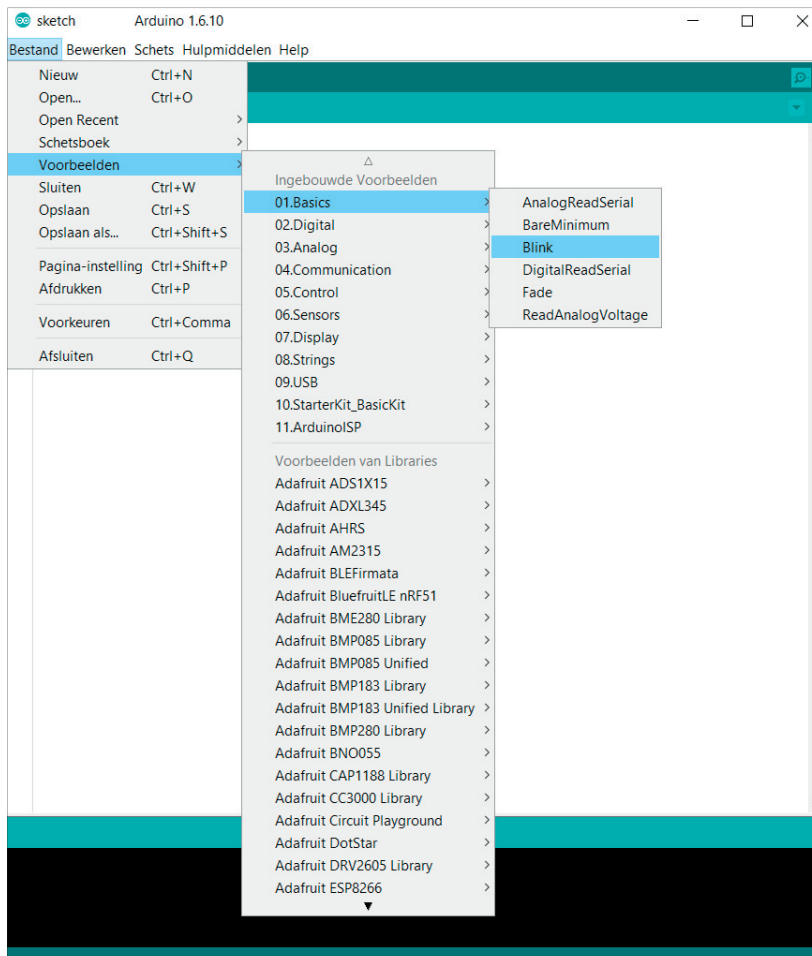 sketch Arduino 1.6.10
Bestand Bewerken Schets Hulpmiddelen Help
Nieuw Ctrl+N
Open... Ctrl+O
Open Recent
Schetsboek
Voorbeelden
Sluiten Ctrl+W
Opslaan Ctrl+S
Opslaan als... Ctrl+Shift+S
Pagina-instelling Ctrl+Shift+P
Afdrukken Ctrl+P
Voorkeuren Ctrl+Comma
Afsluiten Ctrl+Q
Ingebouwde Voorbeelden
01.Basics
02.Digital
03.Analog
04.Communication
05.Control
06.Sensors
07.Display
08.Strings
09.USB
10.StarterKit_BasicKit
11.ArduinoISP
Voorbeelden van Libraries
Adafruit ADS1X15
Adafruit ADXL345
Adafruit AHRS
Adafruit AM2315
Adafruit BLEFirmata
Adafruit BluefruitLE nRF51
Adafruit BME280 Library
Adafruit BMP085 Library
Adafruit BMP085 Unified
Adafruit BMP183 Library
Adafruit BMP183 Unified Library
Adafruit BMP280 Library
Adafruit BNO055
Adafruit CAP1188 Library
Adafruit CC3000 Library
Adafruit Circuit Playground
Adafruit DotStar
Adafruit DRV2605 Library
Adafruit ESP8266
AnalogReadSerial
BareMinimum
Blink
DigitalReadSerial
Fade
ReadAnalogVoltage